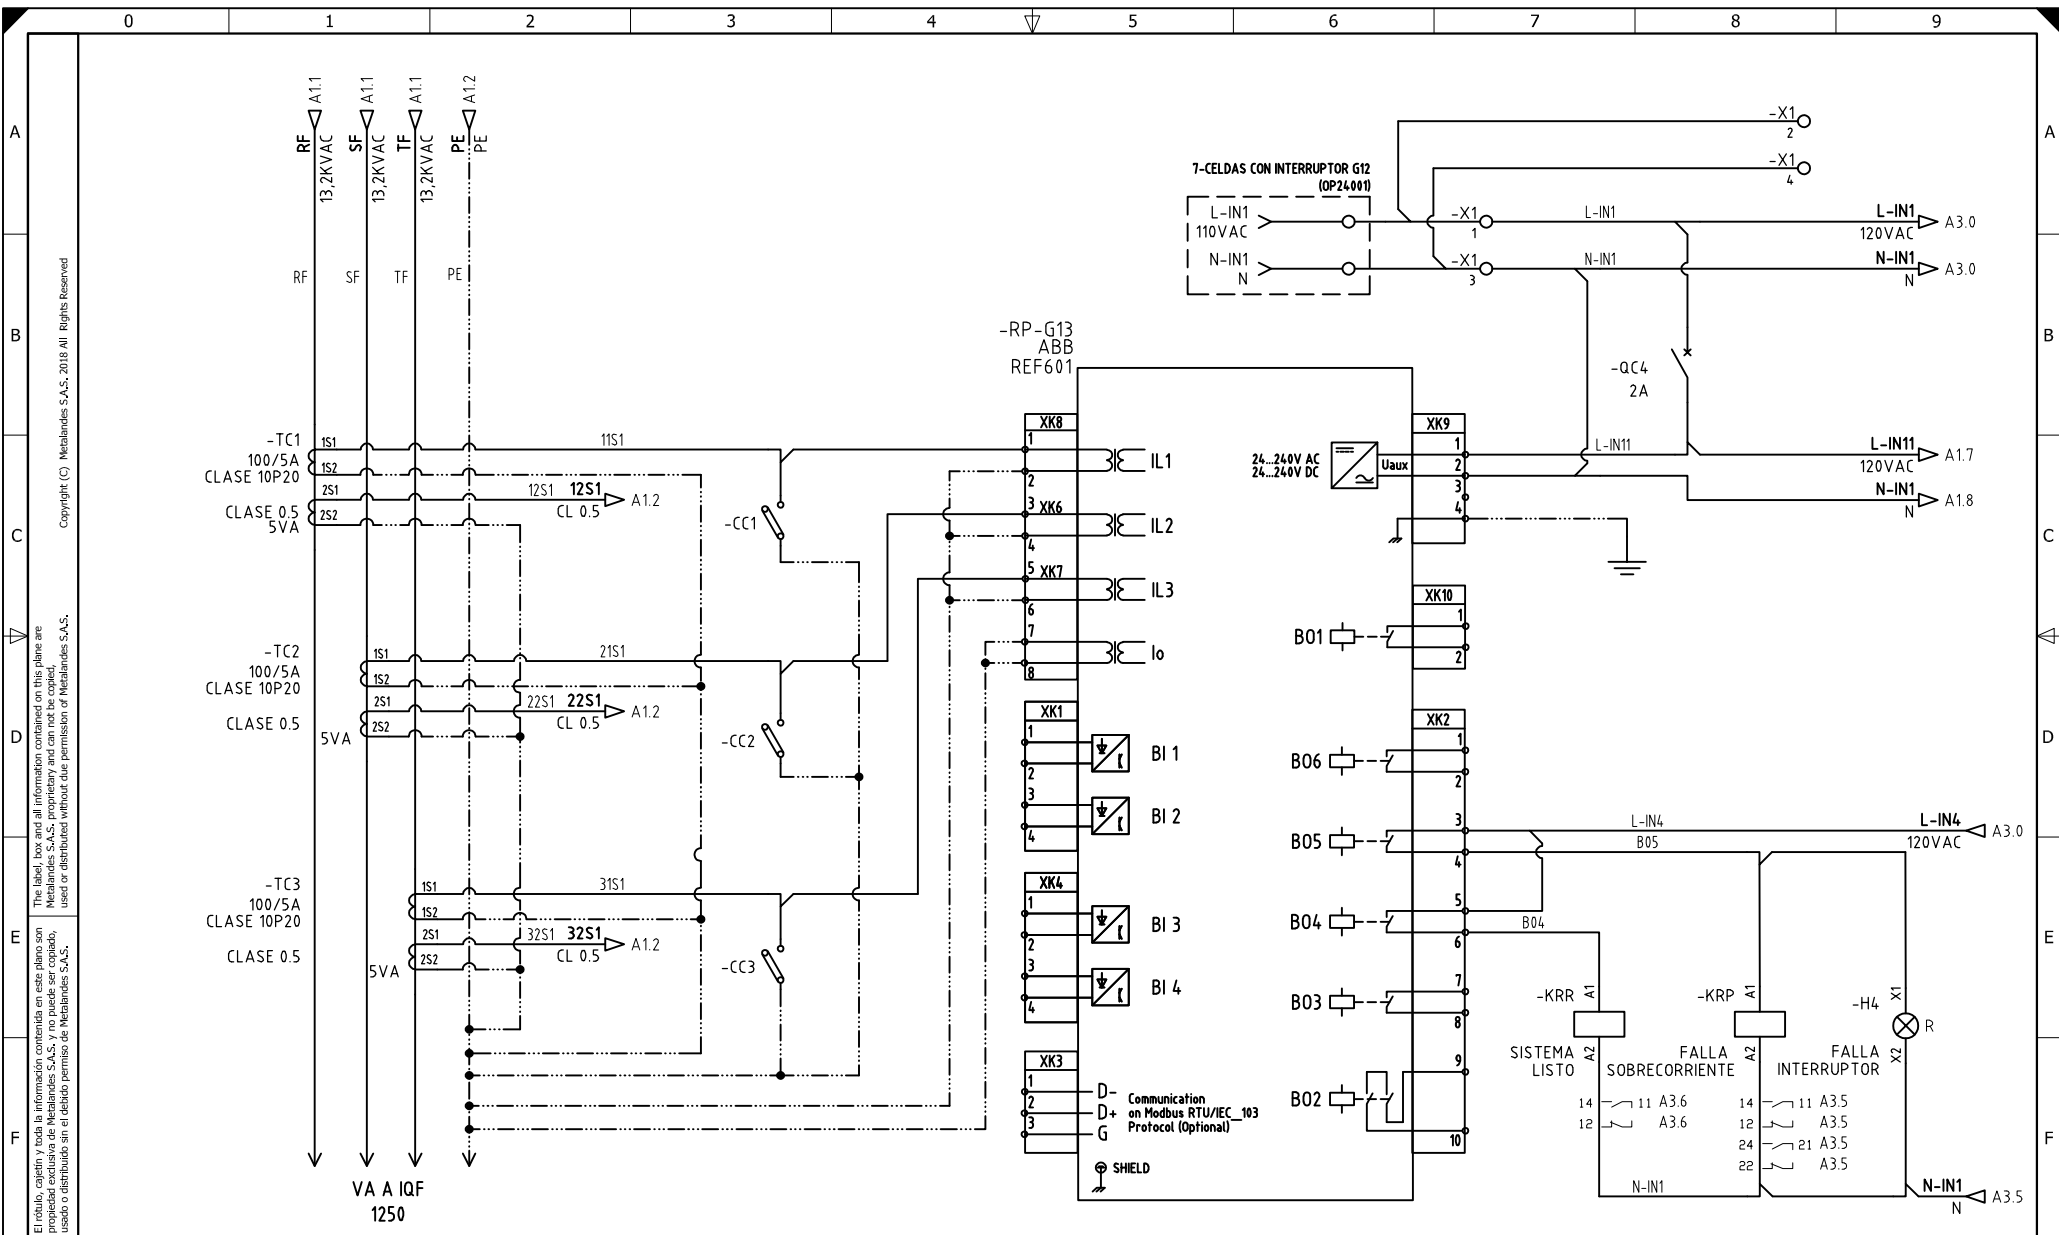 0 1 2 3 4 5 6 7 8 9
A
B
C
D
E
F
A
B
C
D
E
F
Copyright (C) Metalandes S.A.S. 2018 All Rights Reserved
The label, box and all information contained on this plane are
Metalandes S.A.S. proprietary and can not be copied,
used or distributed without due permission of Metalandes S.A.S.
El rótulo, cajetín y toda la información contenida en este plano son
propiedad exclusiva de Metalandes S.A.S. y no puede ser copiado,
usado o distribuido sin el debido permiso de Metalandes S.A.S.
A1.1
RF
13,2KVAC
A1.1
SF
13,2KVAC
A1.1
TF
13,2KVAC
A1.2
PE
PE
RF
SF
TF
PE
-TC1
100/5A
CLASE 10P20
1S1
1S2
CLASE 0.5
5VA
2S1
2S2
11S1
12S1 12S1
CL 0.5
A1.2
-CC1
-TC2
100/5A
CLASE 10P20
1S1
1S2
CLASE 0.5
5VA
2S1
2S2
21S1
22S1 22S1
CL 0.5
A1.2
-CC2
-TC3
100/5A
CLASE 10P20
1S1
1S2
CLASE 0.5
5VA
2S1
2S2
31S1
32S1 32S1
CL 0.5
A1.2
-CC3
VA A IQF
1250
-RP-G13
ABB
REF601
XK8
1
2
IL1
3 XK6
4
IL2
5 XK7
6
IL3
7
8
Io
XK1
1
2
BI 1
3
4
BI 2
XK4
1
2
BI 3
3
4
BI 4
XK3
1
2
3
D-
D+
G
Communication
on Modbus RTU/IEC_103
Protocol (Optional)
SHIELD
24...240V AC
24...240V DC
Uaux
XK9
1
2
3
4
XK10
1
2
BO1
XK2
1
2
BO6
3
4
BO5
5
6
BO4
7
8
BO3
9
10
BO2
7-CELDAS CON INTERRUPTOR G12
(OP24001)
L-IN1
110VAC
N-IN1
N
-X1
2
-X1
4
-X1
1
L-IN1
L-IN1
120VAC
A3.0
-X1
3
N-IN1
N-IN1
N
A3.0
-QC4
2A
L-IN11
L-IN11
120VAC
A1.7
N-IN1
N
A1.8
L-IN4
L-IN4
120VAC
A3.0
B05
B04
-KRR
A1
A2
SISTEMA
LISTO
14 11 A3.6
12 A3.6
-KRP
A1
A2
FALLA
SOBRECORRIENTE
14 11 A3.5
12 A3.5
24 21 A3.5
22 A3.5
-H4
X1
X2
R
FALLA
INTERRUPTOR
N-IN1
N-IN1
N
A3.5